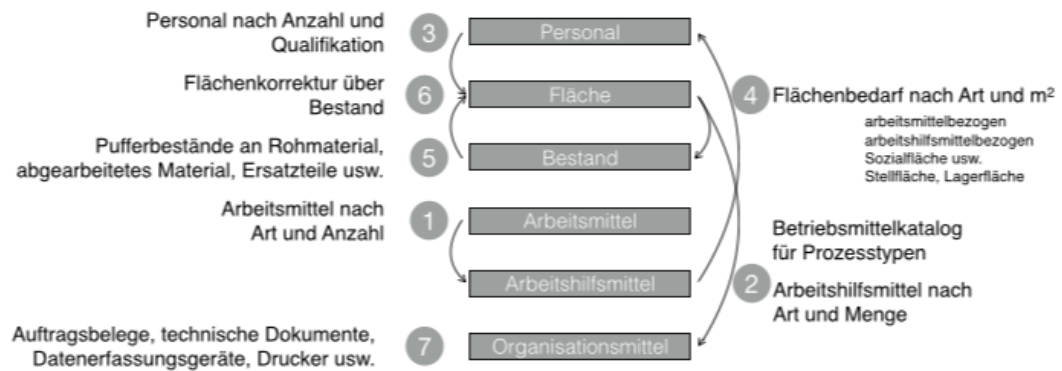 Personal nach Anzahl und
Qualifikation
3
Personal
Flächenkorrektur über
Bestand
6
Fläche
4
Flächenbedarf nach Art und m²
arbeitsmittelbezogen
arbeitshilfsmittelbezogen
Sozialfläche usw.
Stellfläche, Lagerfläche
Pufferbestände an Rohmaterial,
abgearbeitetes Material, Ersatzteile usw.
5
Bestand
Arbeitsmittel nach
Art und Anzahl
1
Arbeitsmittel
Betriebsmittelkatalog
für Prozesstypen
Arbeitshilfsmittel
2
Arbeitshilfsmittel nach
Art und Menge
Auftragsbelege, technische Dokumente,
Datenerfassungsgeräte, Drucker usw.
7
Organisationsmittel